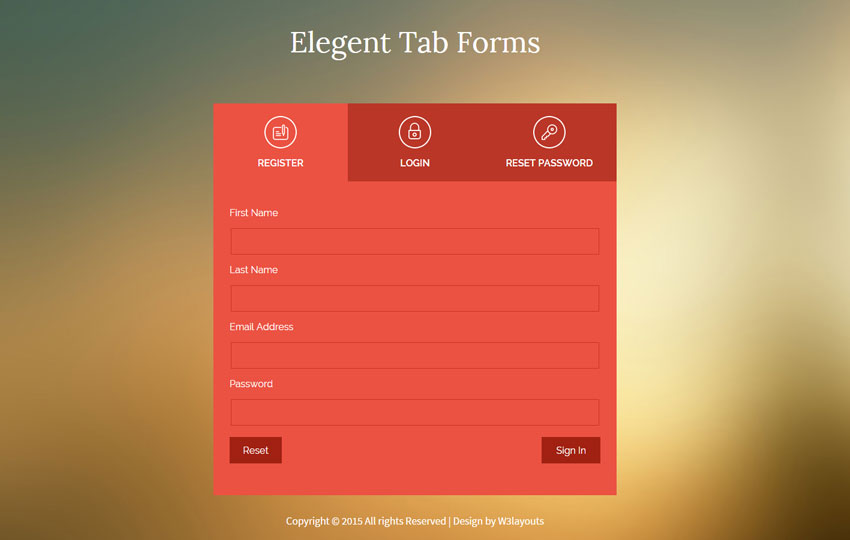 Elegent Tab Forms
REGISTER LOGIN RESET PASSWORD
First Name
Last Name
Email Address
Password
Reset Sign In
Copyright © 2015 All rights Reserved | Design by W3layouts